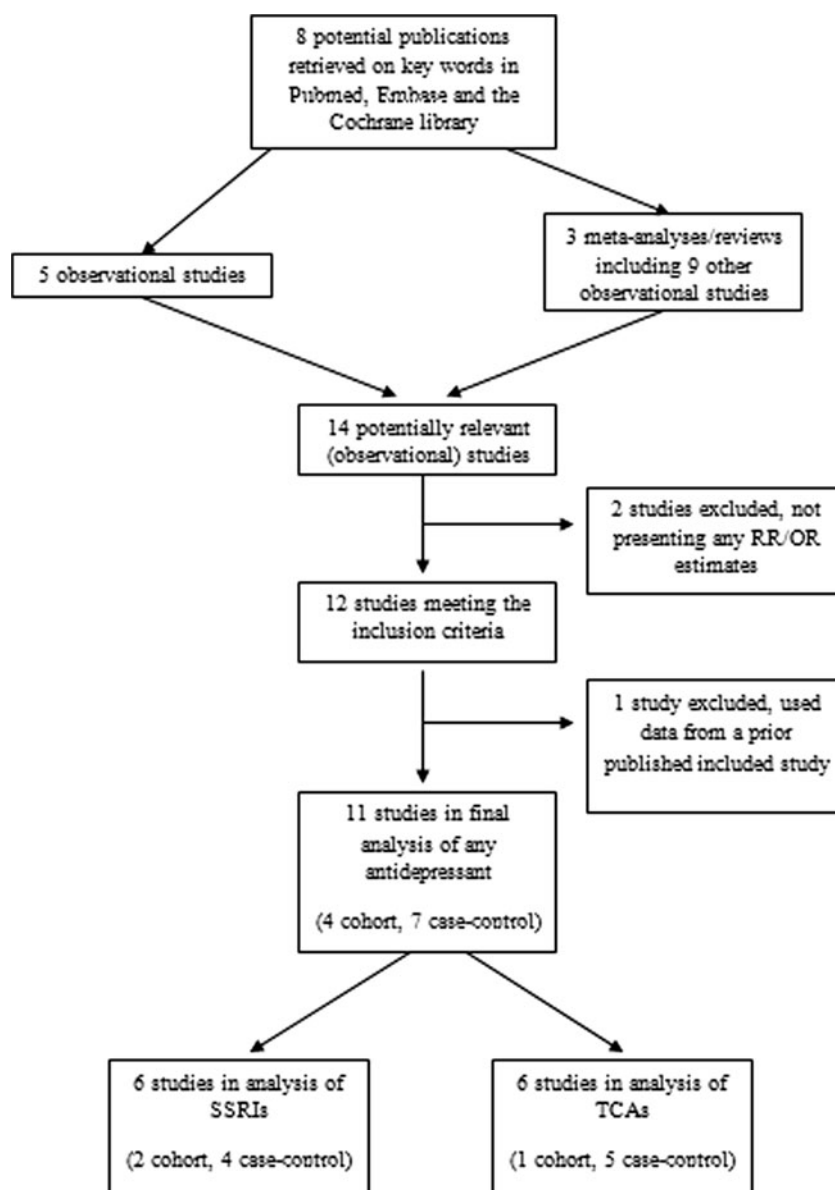 8 potential publications
retrieved on key words in
Pubmed, Embase and the
Cochrane library
5 observational studies
3 meta-analyses/reviews
including 9 other
observational studies
14 potentially relevant
(observational) studies
2 studies excluded, not
presenting any RR/OR
estimates
12 studies meeting the
inclusion criteria
1 study excluded, used
data from a prior
published included study
11 studies in final
analysis of any
antidepressant
(4 cohort, 7 case-control)
6 studies in analysis of
SSRIs
(2 cohort, 4 case-control)
6 studies in analysis of
TCAs
(1 cohort, 5 case-control)